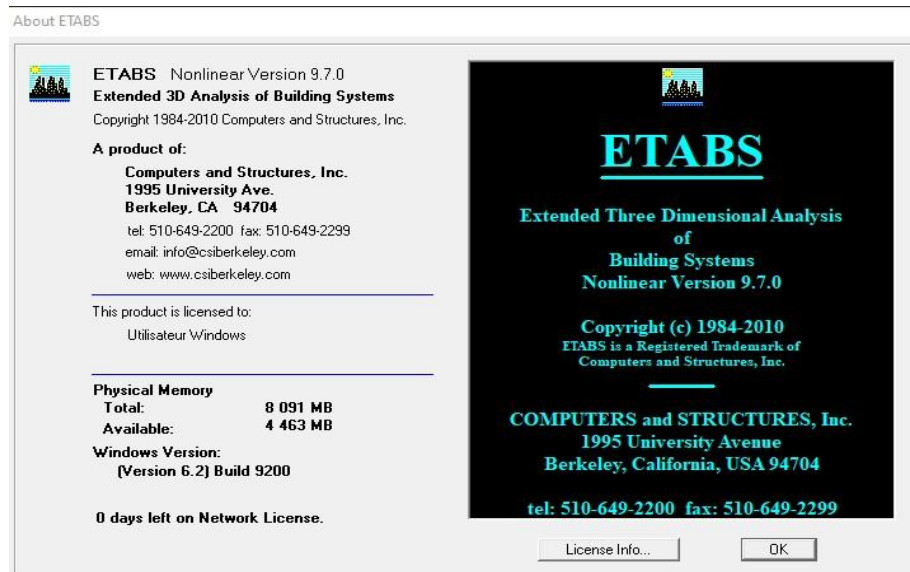 About ETABS
ETABS Nonlinear Version 9.7.0
Extended 3D Analysis of Building Systems
Copyright 1984-2010 Computers and Structures, Inc.
A product of:
Computers and Structures, Inc.
1995 University Ave.
Berkeley, CA 94704
tel: 510-649-2200 fax: 510-649-2299
email: info@csiberkeley.com
web: www.csiberkeley.com
This product is licensed to:
Utilisateur Windows
Physical Memory
Total: 8 091 MB
Available: 4 463 MB
Windows Version:
(Version 6.2) Build 9200
0 days left on Network License.
ETABS
Extended Three Dimensional Analysis
of
Building Systems
Nonlinear Version 9.7.0
Copyright (c) 1984-2010
ETABS is a Registered Trademark of
Computers and Structures, Inc.
COMPUTERS and STRUCTURES, Inc.
1995 University Avenue
Berkeley, California, USA 94704
tel: 510-649-2200 fax: 510-649-2299
License Info...
OK